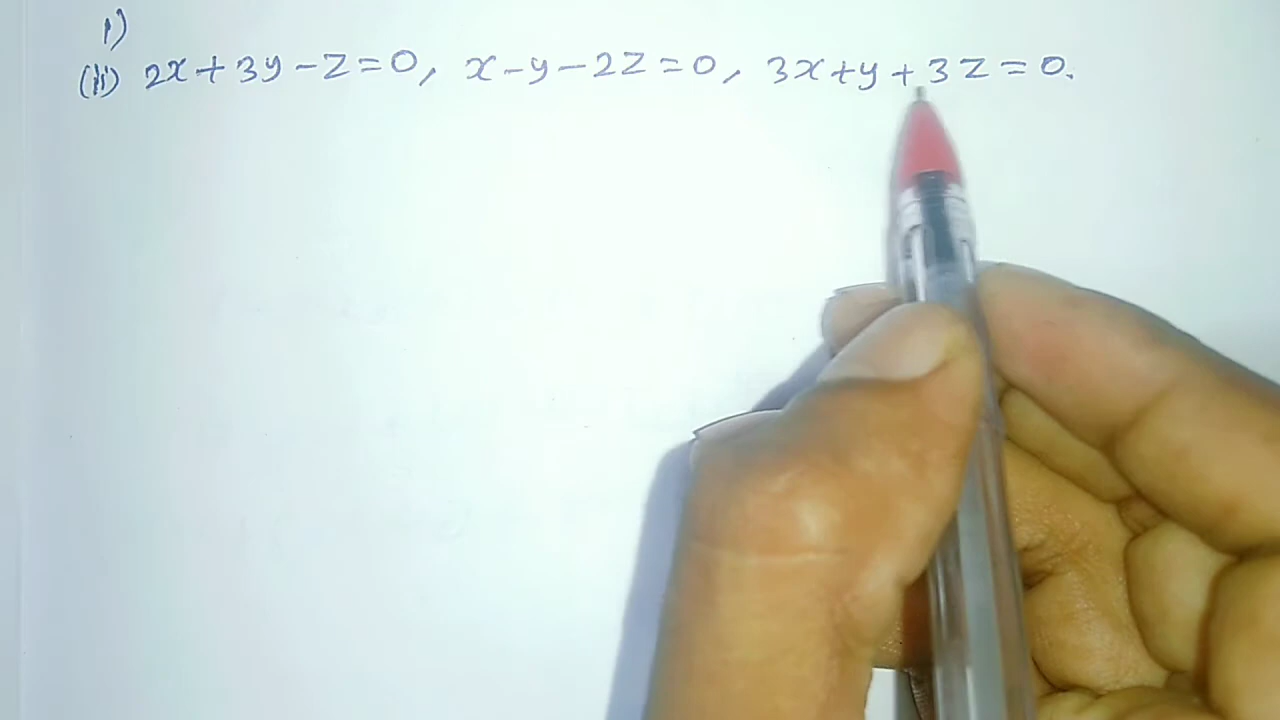 1)
(ii) 2x+3y-z=0, x-y-2z=0, 3x+y+3z=0.